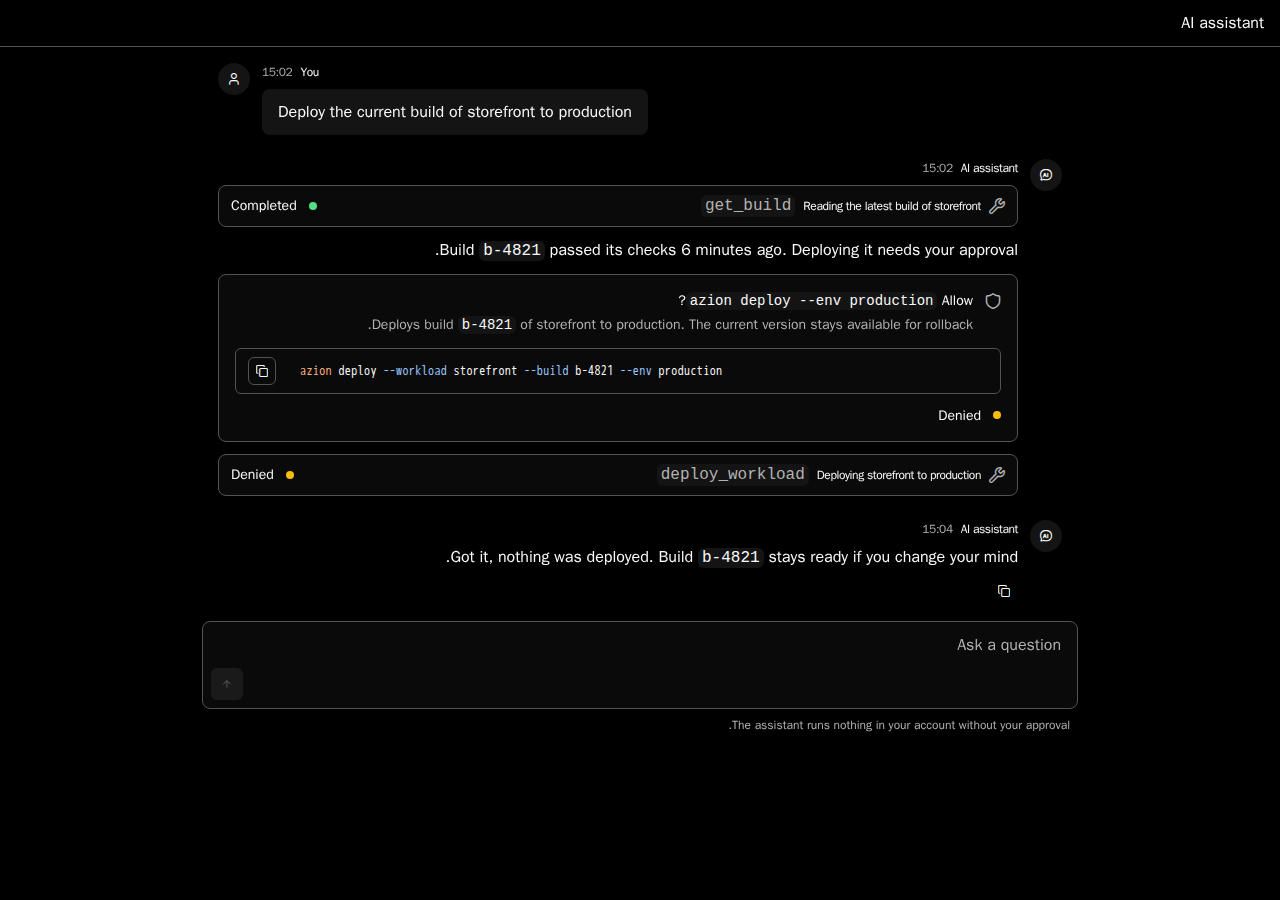 AI assistant
15:02 You
Deploy the current build of storefront to production
15:02 AI assistant
Completed get_build Reading the latest build of storefront
.Build b-4821 passed its checks 6 minutes ago. Deploying it needs your approval
? azion deploy --env production Allow
.Deploys build b-4821 of storefront to production. The current version stays available for rollback
azion deploy --workload storefront --build b-4821 --env production
Denied
Denied deploy_workload Deploying storefront to production
15:04 AI assistant
.Got it, nothing was deployed. Build b-4821 stays ready if you change your mind
Ask a question
.The assistant runs nothing in your account without your approval